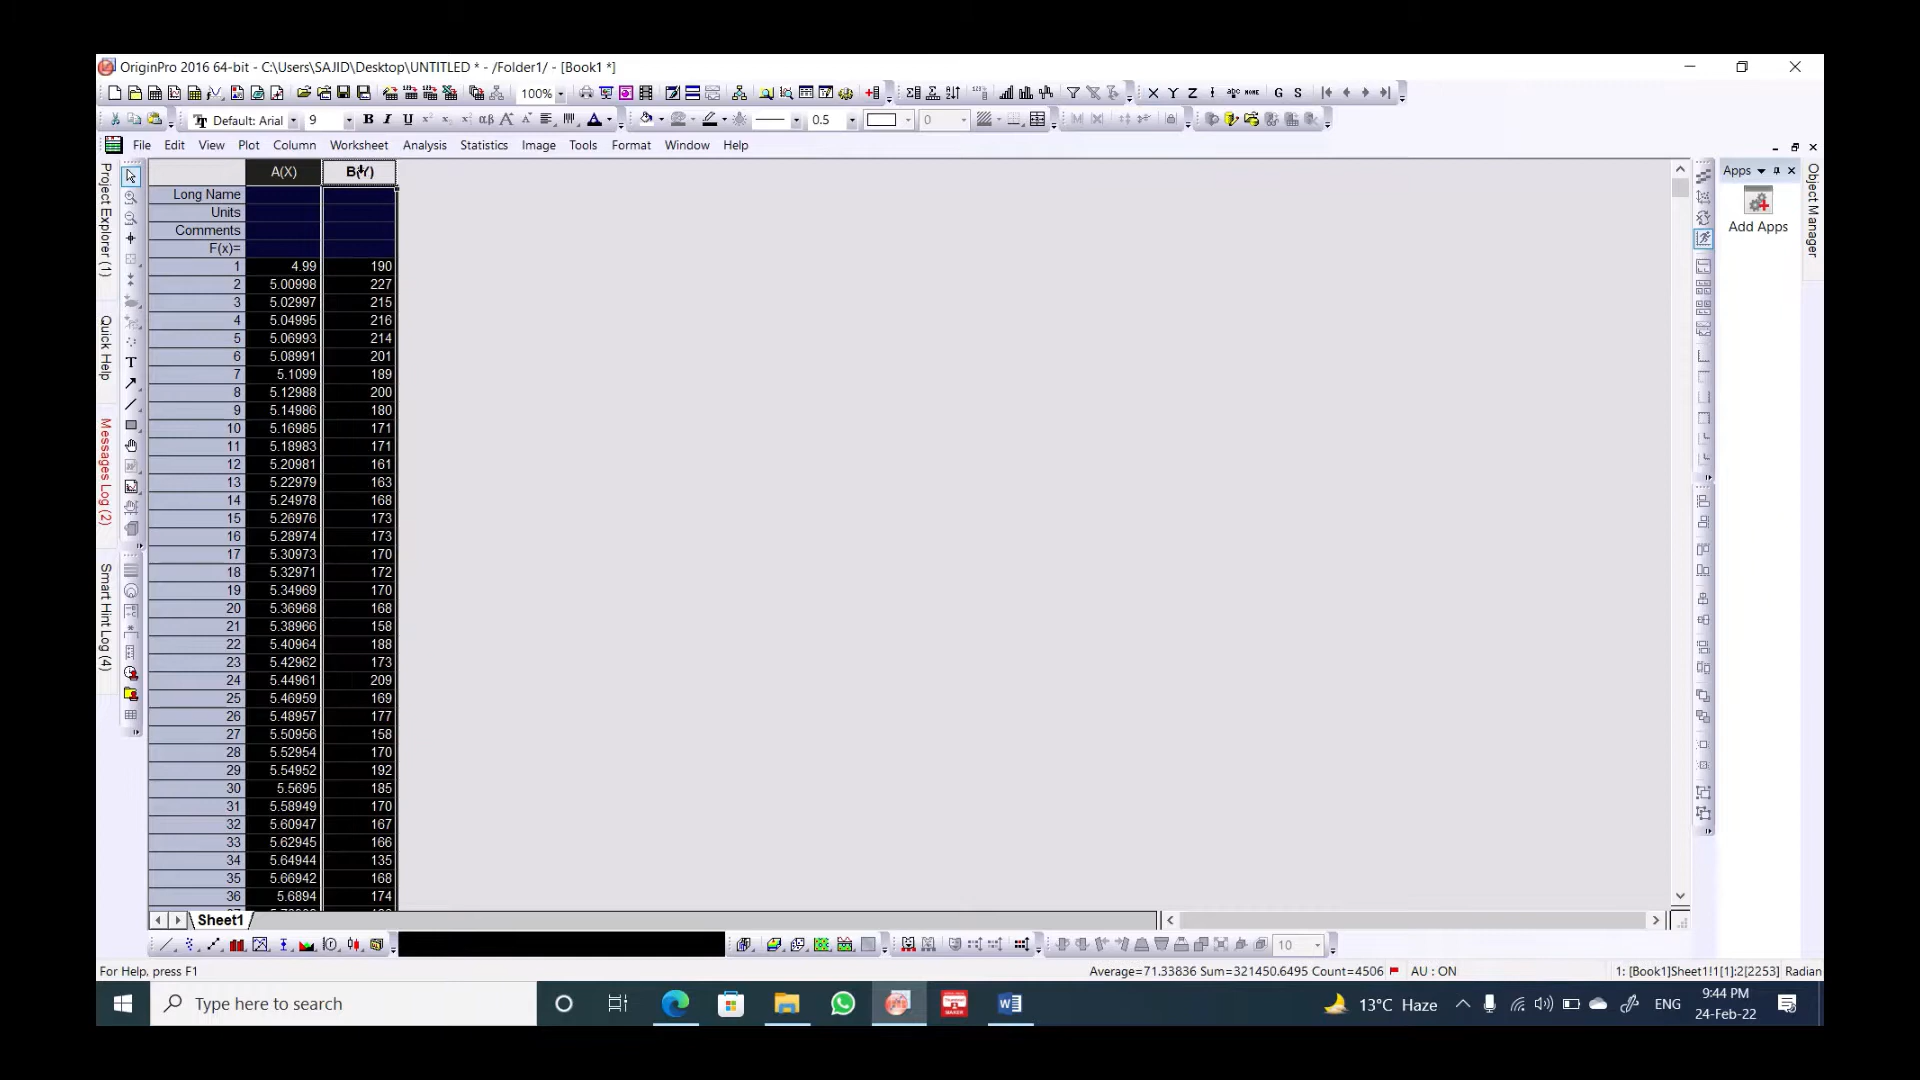 OriginPro 2016 64-bit - C:\Users\SAJID\Desktop\UNTITLED * - /Folder1/ - [Book1 *]
100%
Default: Arial 9 B I U 0.5 0
File Edit View Plot Column Worksheet Analysis Statistics Image Tools Format Window Help
A(X) B(Y)
Long Name
Units
Comments
F(x)=
1 4.99 190
2 5.00998 227
3 5.02997 215
4 5.04995 216
5 5.06993 214
6 5.08991 201
7 5.1099 189
8 5.12988 200
9 5.14986 180
10 5.16985 171
11 5.18983 171
12 5.20981 161
13 5.22979 163
14 5.24978 168
15 5.26976 173
16 5.28974 173
17 5.30973 170
18 5.32971 172
19 5.34969 170
20 5.36968 168
21 5.38966 158
22 5.40964 188
23 5.42962 173
24 5.44961 209
25 5.46959 169
26 5.48957 177
27 5.50956 158
28 5.52954 170
29 5.54952 192
30 5.5695 185
31 5.58949 170
32 5.60947 167
33 5.62945 166
34 5.64944 135
35 5.66942 168
36 5.6894 174
Sheet1
Project Explorer (1)
Quick Help
Messages Log (2)
Smart Hint Log (4)
Apps
Add Apps
Object Manager
10
For Help, press F1
Average=71.33836 Sum=321450.6495 Count=4506 AU : ON
1: [Book1]Sheet1!1[1]:2[2253] Radian
Type here to search
13°C Haze
ENG
9:44 PM
24-Feb-22